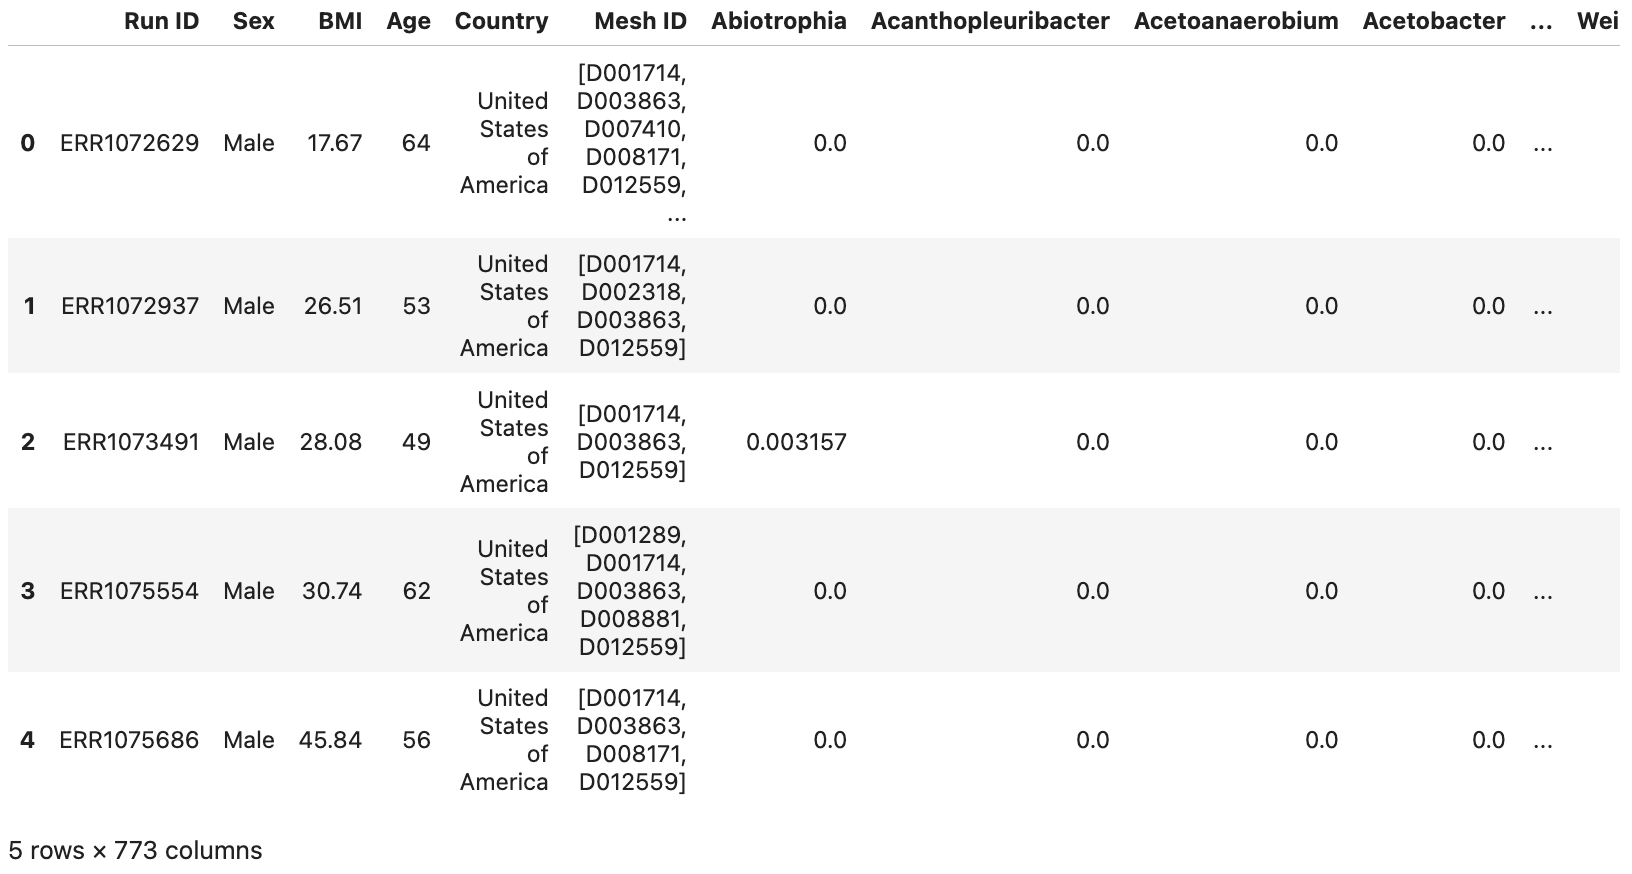 Run ID Sex BMI Age Country Mesh ID Abiotrophia Acanthopleuribacter Acetoanaerobium Acetobacter ... Wei
0 ERR1072629 Male 17.67 64 United States of America [D001714, D003863, D007410, D008171, D012559, ... 0.0 0.0 0.0 0.0 ...
1 ERR1072937 Male 26.51 53 United States of America [D001714, D002318, D003863, D012559] 0.0 0.0 0.0 0.0 ...
2 ERR1073491 Male 28.08 49 United States of America [D001714, D003863, D012559] 0.003157 0.0 0.0 0.0 ...
3 ERR1075554 Male 30.74 62 United States of America [D001289, D001714, D003863, D008881, D012559] 0.0 0.0 0.0 0.0 ...
4 ERR1075686 Male 45.84 56 United States of America [D001714, D003863, D008171, D012559] 0.0 0.0 0.0 0.0 ...
5 rows × 773 columns